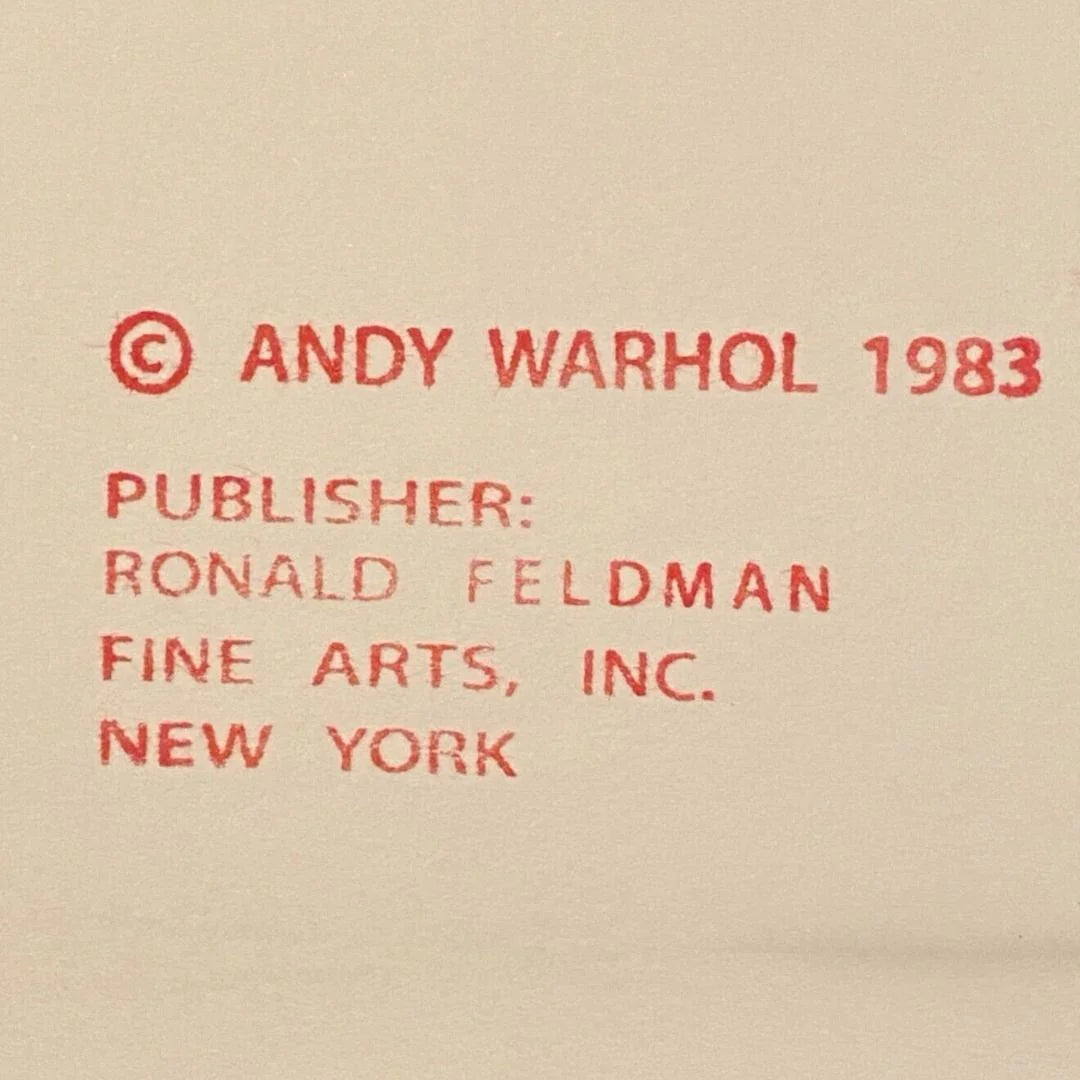 © ANDY WARHOL 1983
PUBLISHER:
RONALD FELDMAN
FINE ARTS, INC.
NEW YORK